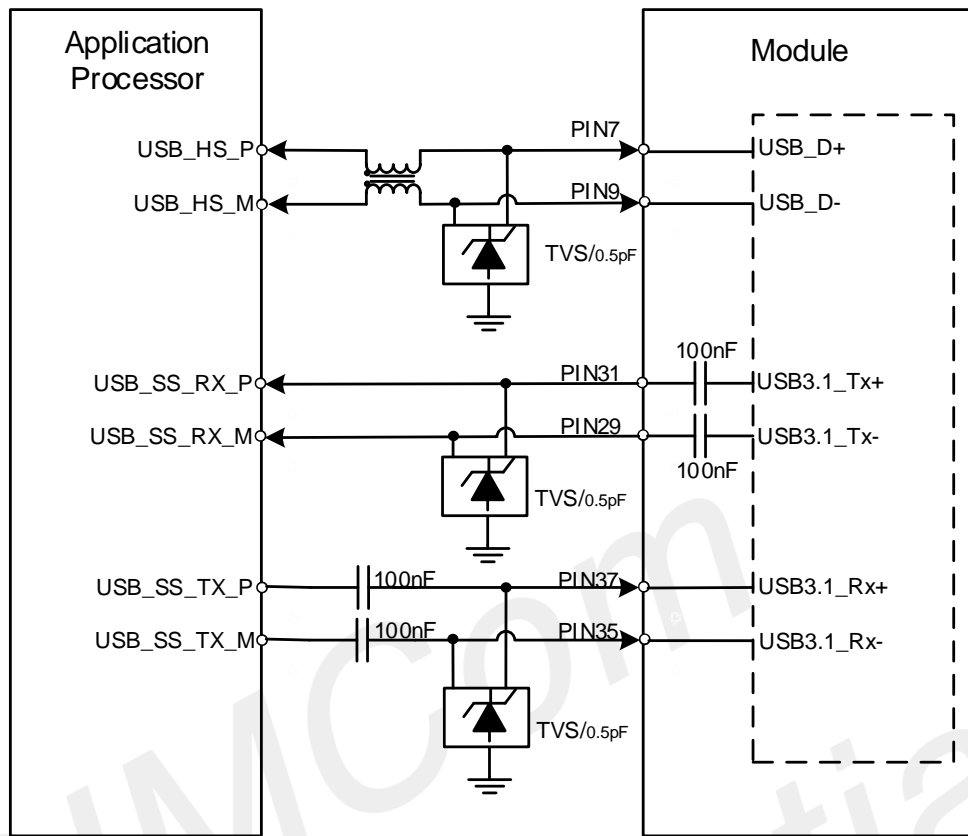 Application
Processor
Module
USB_HS_P
PIN7
USB_D+
USB_HS_M
PIN9
USB_D-
TVS/0.5pF
100nF
USB_SS_RX_P
PIN31
USB3.1_Tx+
USB_SS_RX_M
PIN29
USB3.1_Tx-
100nF
TVS/0.5pF
USB_SS_TX_P
100nF
PIN37
USB3.1_Rx+
USB_SS_TX_M
100nF
PIN35
USB3.1_Rx-
TVS/0.5pF